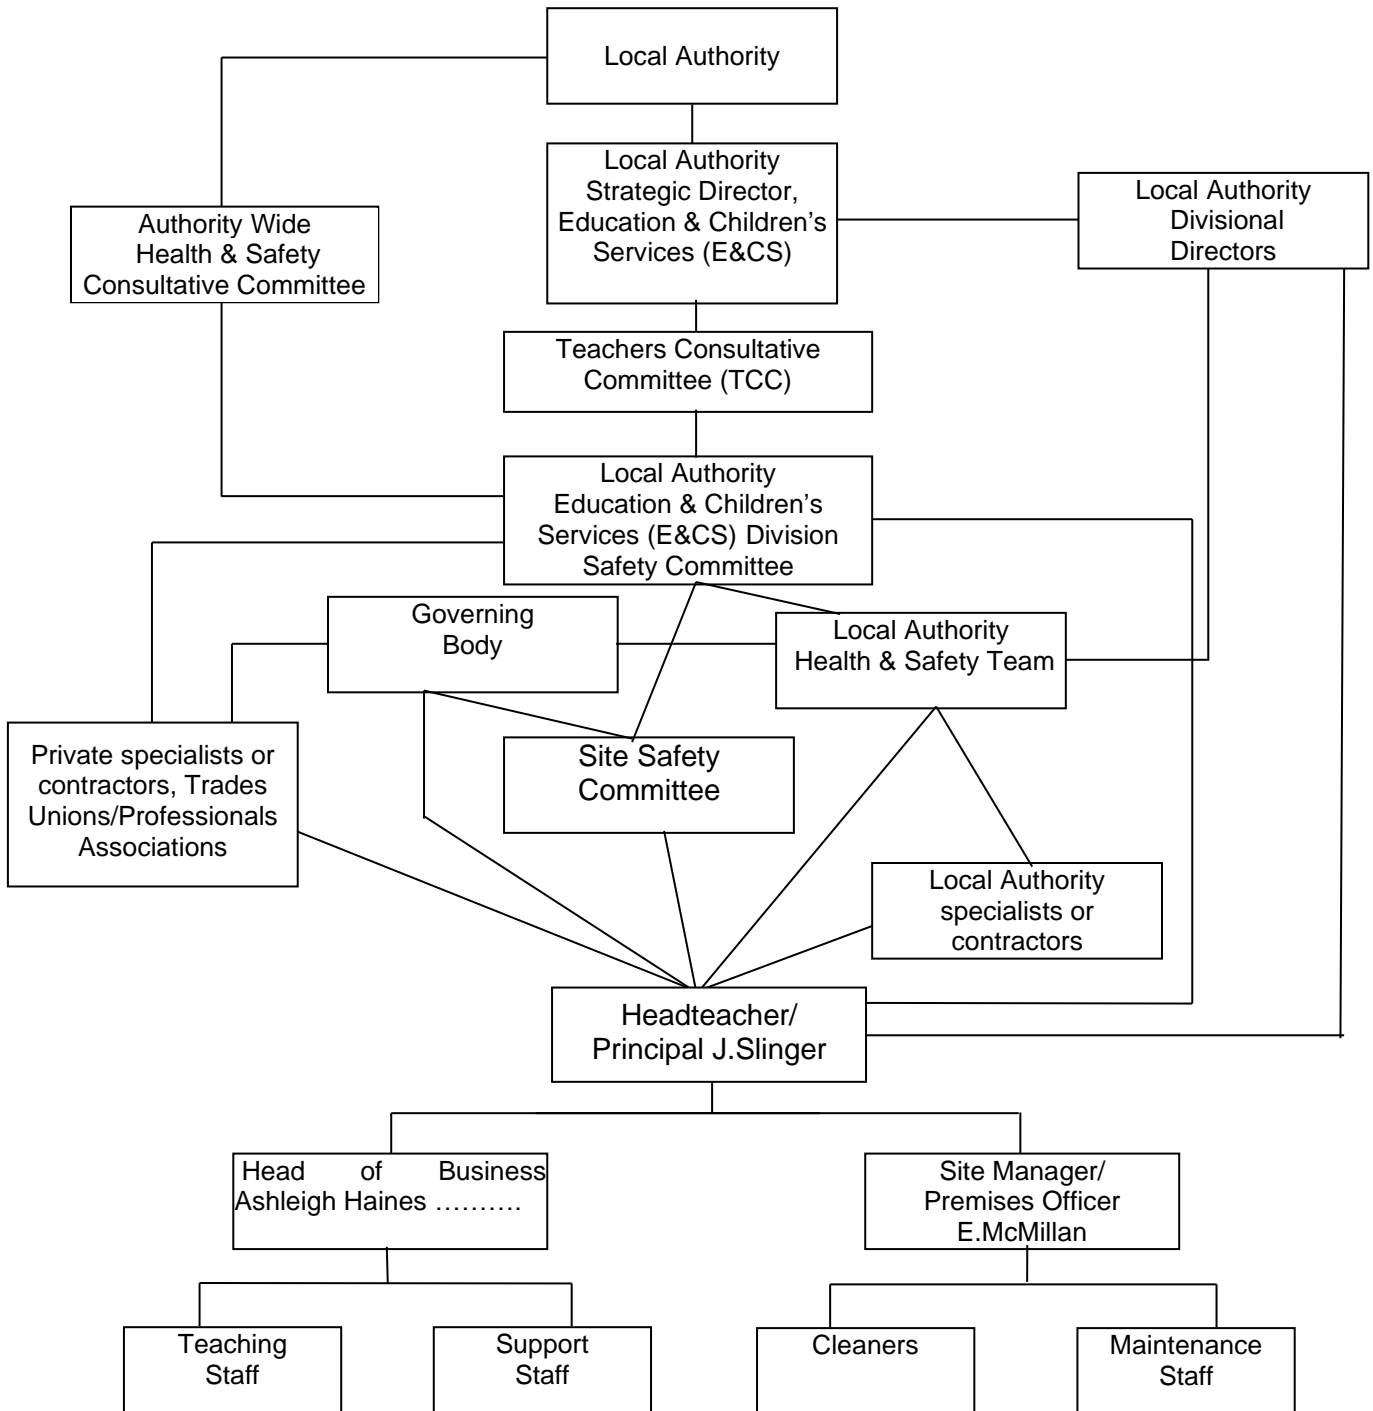 Local Authority
Local Authority
Strategic Director,
Education & Children's
Services (E&CS)
Local Authority
Divisional
Directors
Authority Wide
Health & Safety
Consultative Committee
Teachers Consultative
Committee (TCC)
Local Authority
Education & Children’s
Services (E&CS) Division
Safety Committee
Governing
Body
Local Authority
Health & Safety Team
Private specialists or
contractors, Trades
Unions/Professionals
Associations
Site Safety
Committee
Local Authority
specialists or
contractors
Headteacher/
Principal J.Slinger
Head of Business
Ashleigh Haines ……….
Site Manager/
Premises Officer
E.McMillan
Teaching
Staff
Support
Staff
Cleaners
Maintenance
Staff